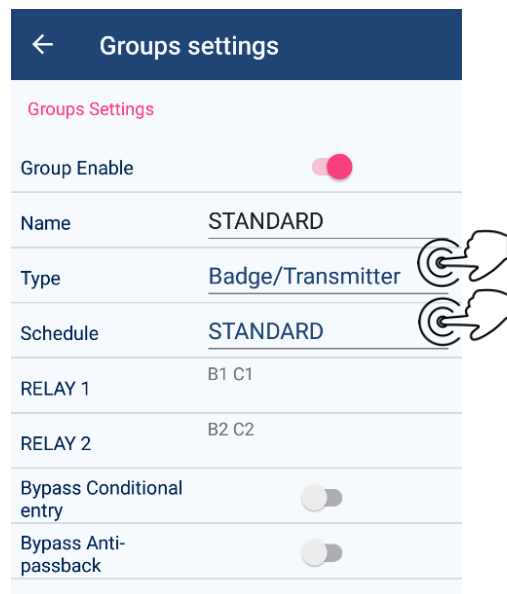 Groups settings
Groups Settings
Group Enable
Name STANDARD
Type Badge/Transmitter
Schedule STANDARD
RELAY 1 B1 C1
RELAY 2 B2 C2
Bypass Conditional
entry
Bypass Anti-
passback